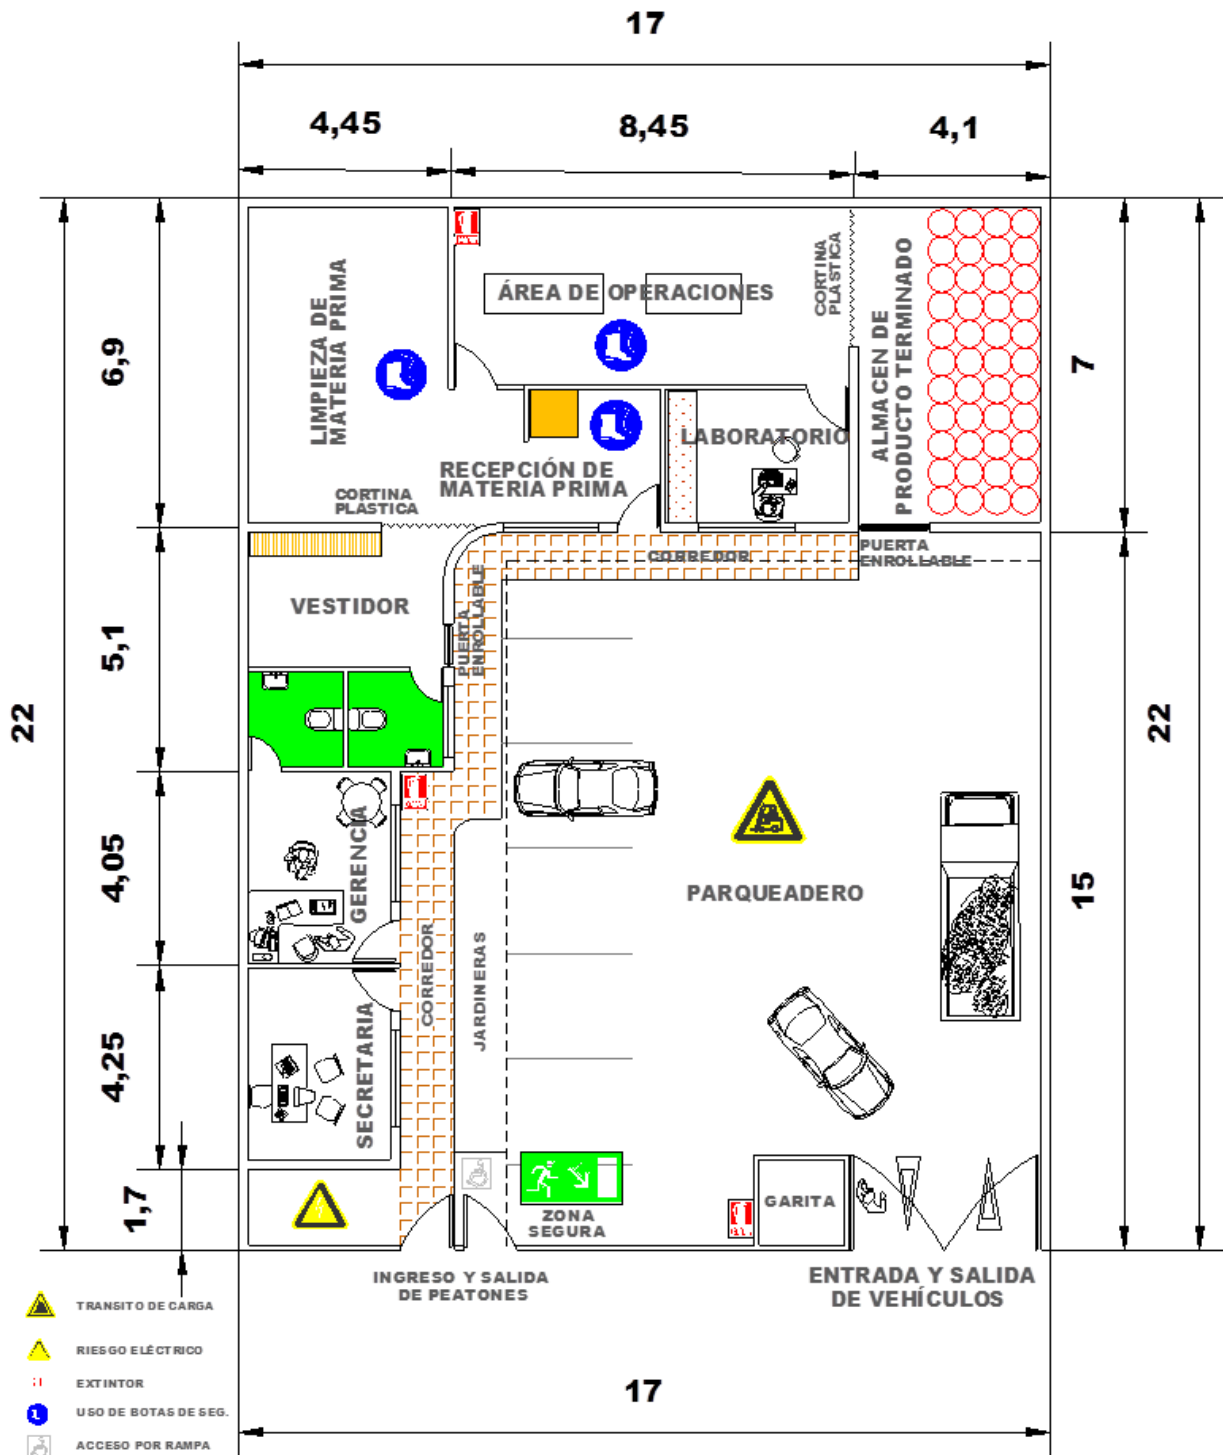 17
4,45
8,45
4,1
6,9
5,1
4,05
4,25
1,7
22
7
15
22
LIMPIEZA DE
MATERIA PRIMA
ÁREA DE OPERACIONES
CORTINA
PLASTICA
ALMACEN DE
PRODUCTO TERMINADO
LABORATORIO
RECEPCIÓN DE
MATERIA PRIMA
CORTINA
PLASTICA
CORREDOR
PUERTA
ENROLLABLE
VESTIDOR
PUERTA
ENROLLABLE
GERENCIA
PARQUEADERO
CORREDOR
JARDINERAS
SECRETARIA
ZONA
SEGURA
GARITA
INGRESO Y SALIDA
DE PEATONES
ENTRADA Y SALIDA
DE VEHÍCULOS
TRANSITO DE CARGA
RIESGO ELÉCTRICO
EXTINTOR
USO DE BOTAS DE SEG.
ACCESO POR RAMPA
17